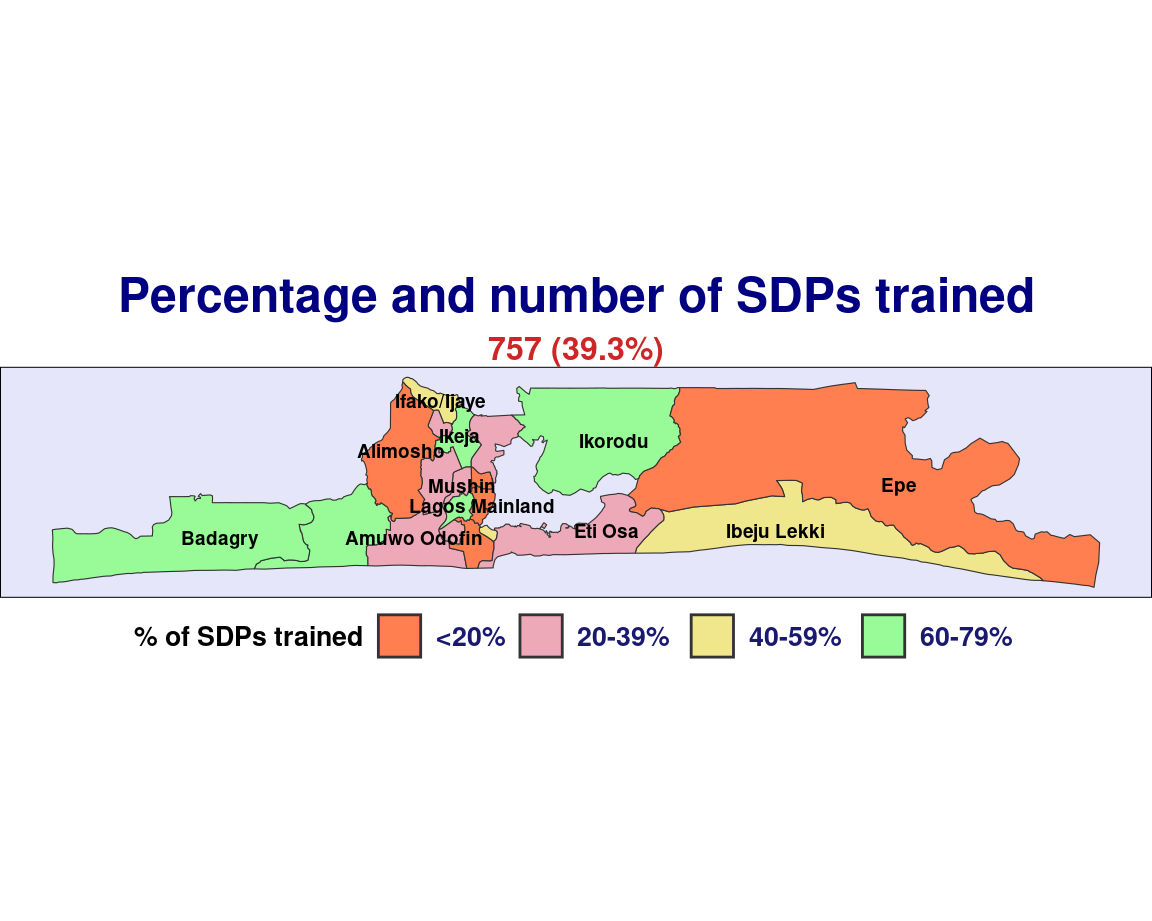 Percentage and number of SDPs trained
757 (39.3%)
Ifako/Ijaye
Ikeja
Ikorodu
Alimosho
Mushin
Epe
Lagos Mainland
Badagry
Amuwo Odofin
Eti Osa
Ibeju Lekki
% of SDPs trained <20% 20-39% 40-59% 60-79%